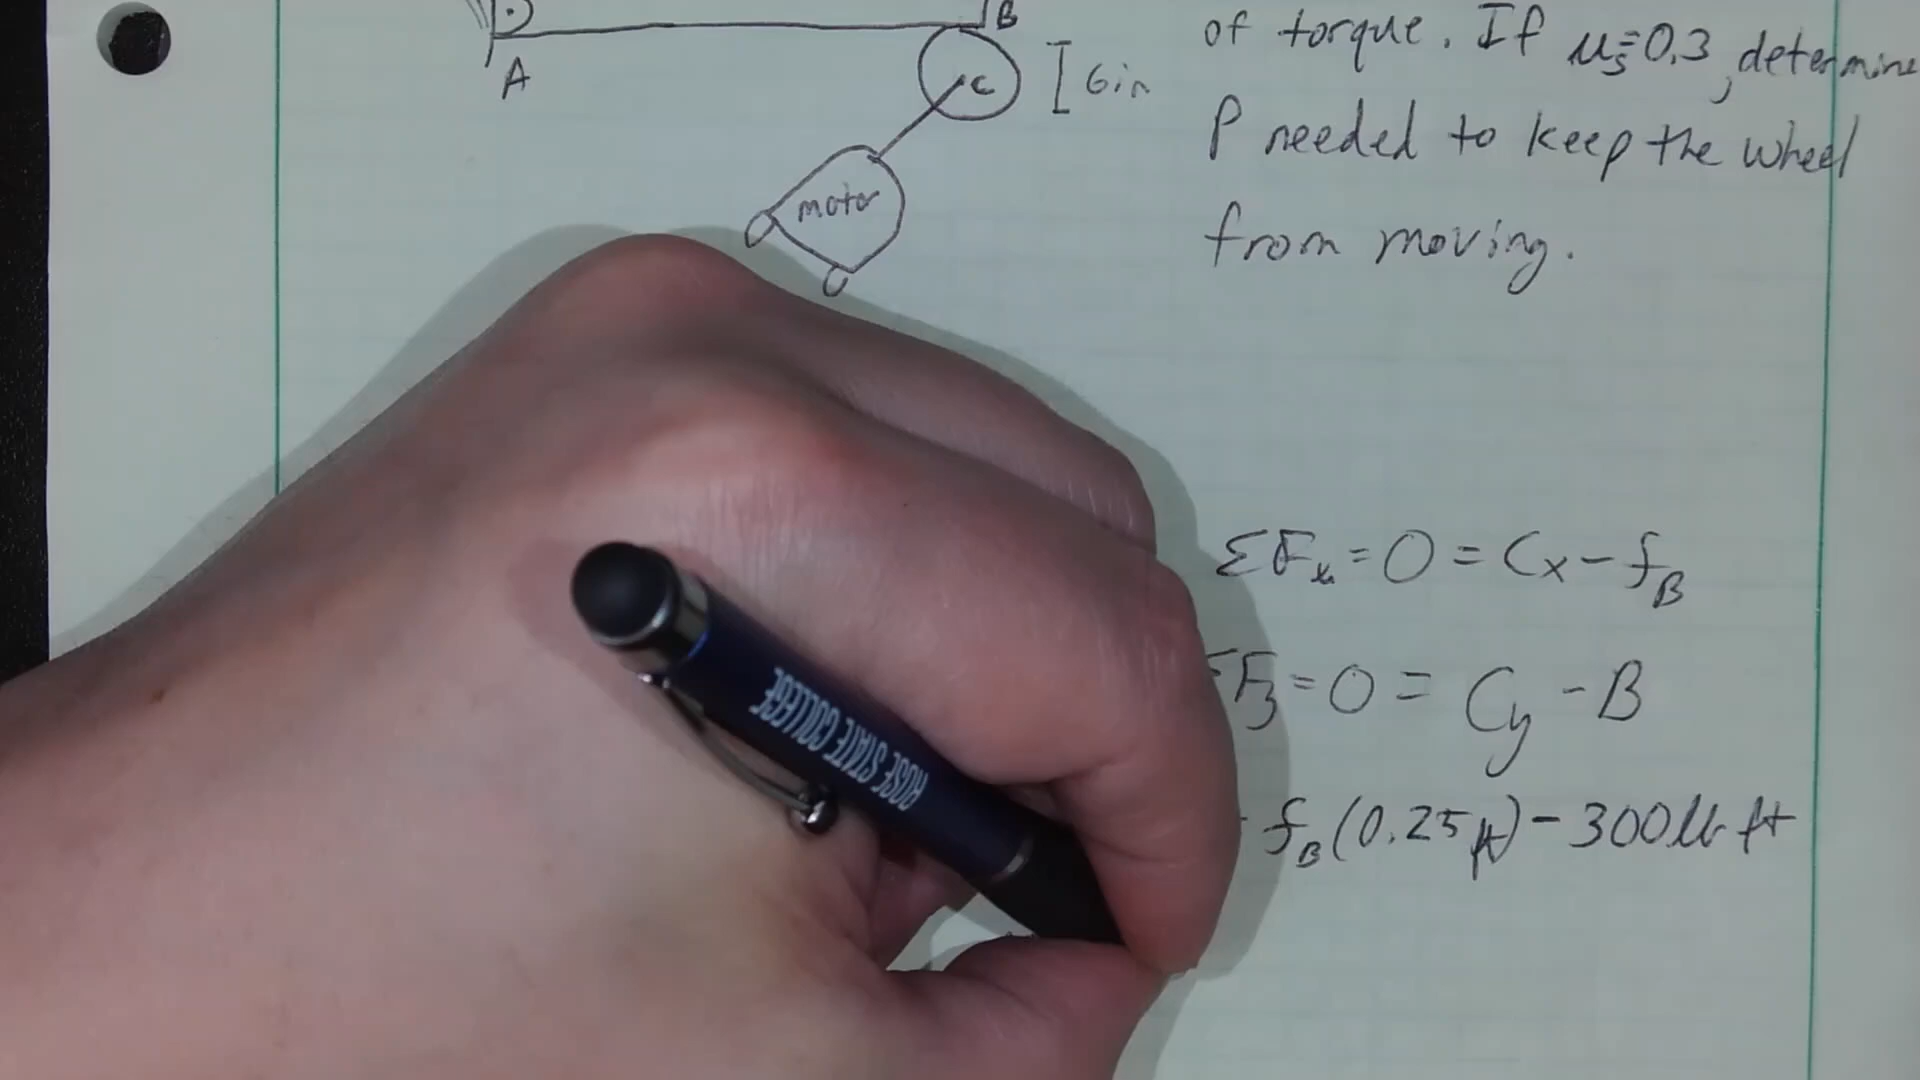 B
of torque. If μs=0.3, determine
A
C
6in
P needed to keep the wheel
motor
from moving.
ΣFx=0=Cx-fB
Fy=0=Cy-B
fB(0.25ft)-300lb ft
ROSE STATE COLLEGE